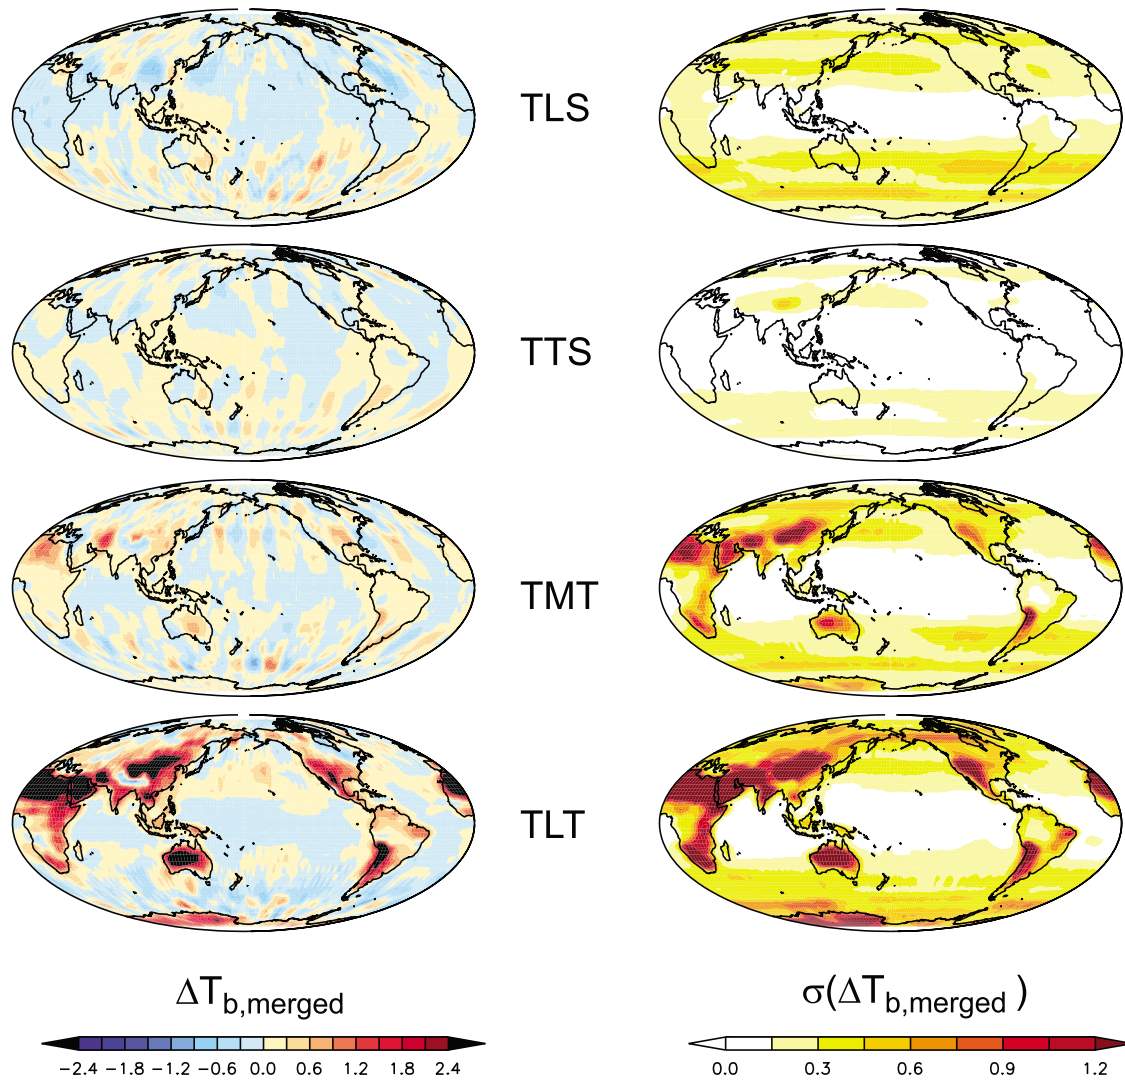 TLS
TTS
TMT
TLT
ΔTb,merged
σ(ΔTb,merged )
−2.4 −1.8 −1.2 −0.6 0.0 0.6 1.2 1.8 2.4
0.0 0.3 0.6 0.9 1.2